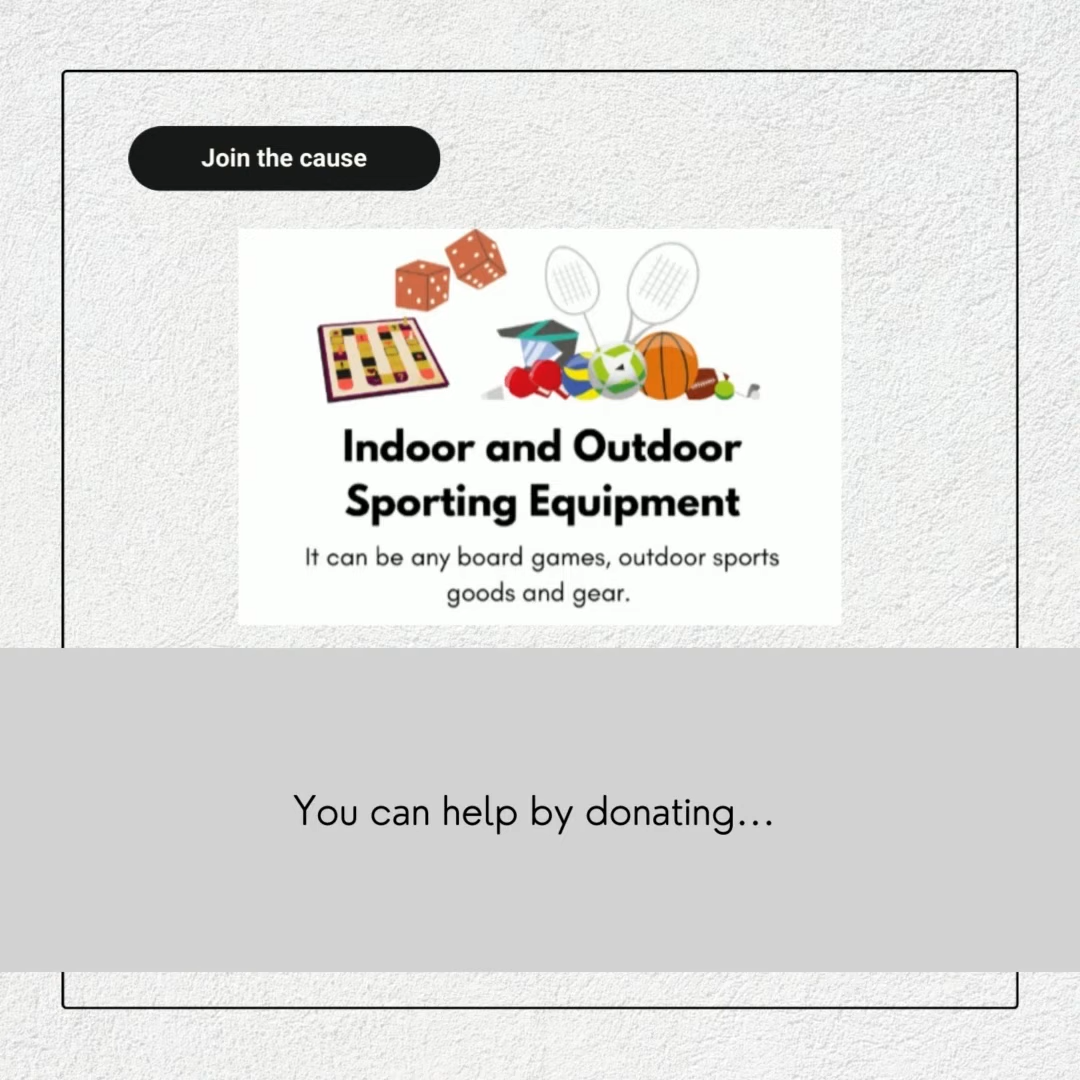 Join the cause
Indoor and Outdoor
Sporting Equipment
It can be any board games, outdoor sports
goods and gear.
You can help by donating...